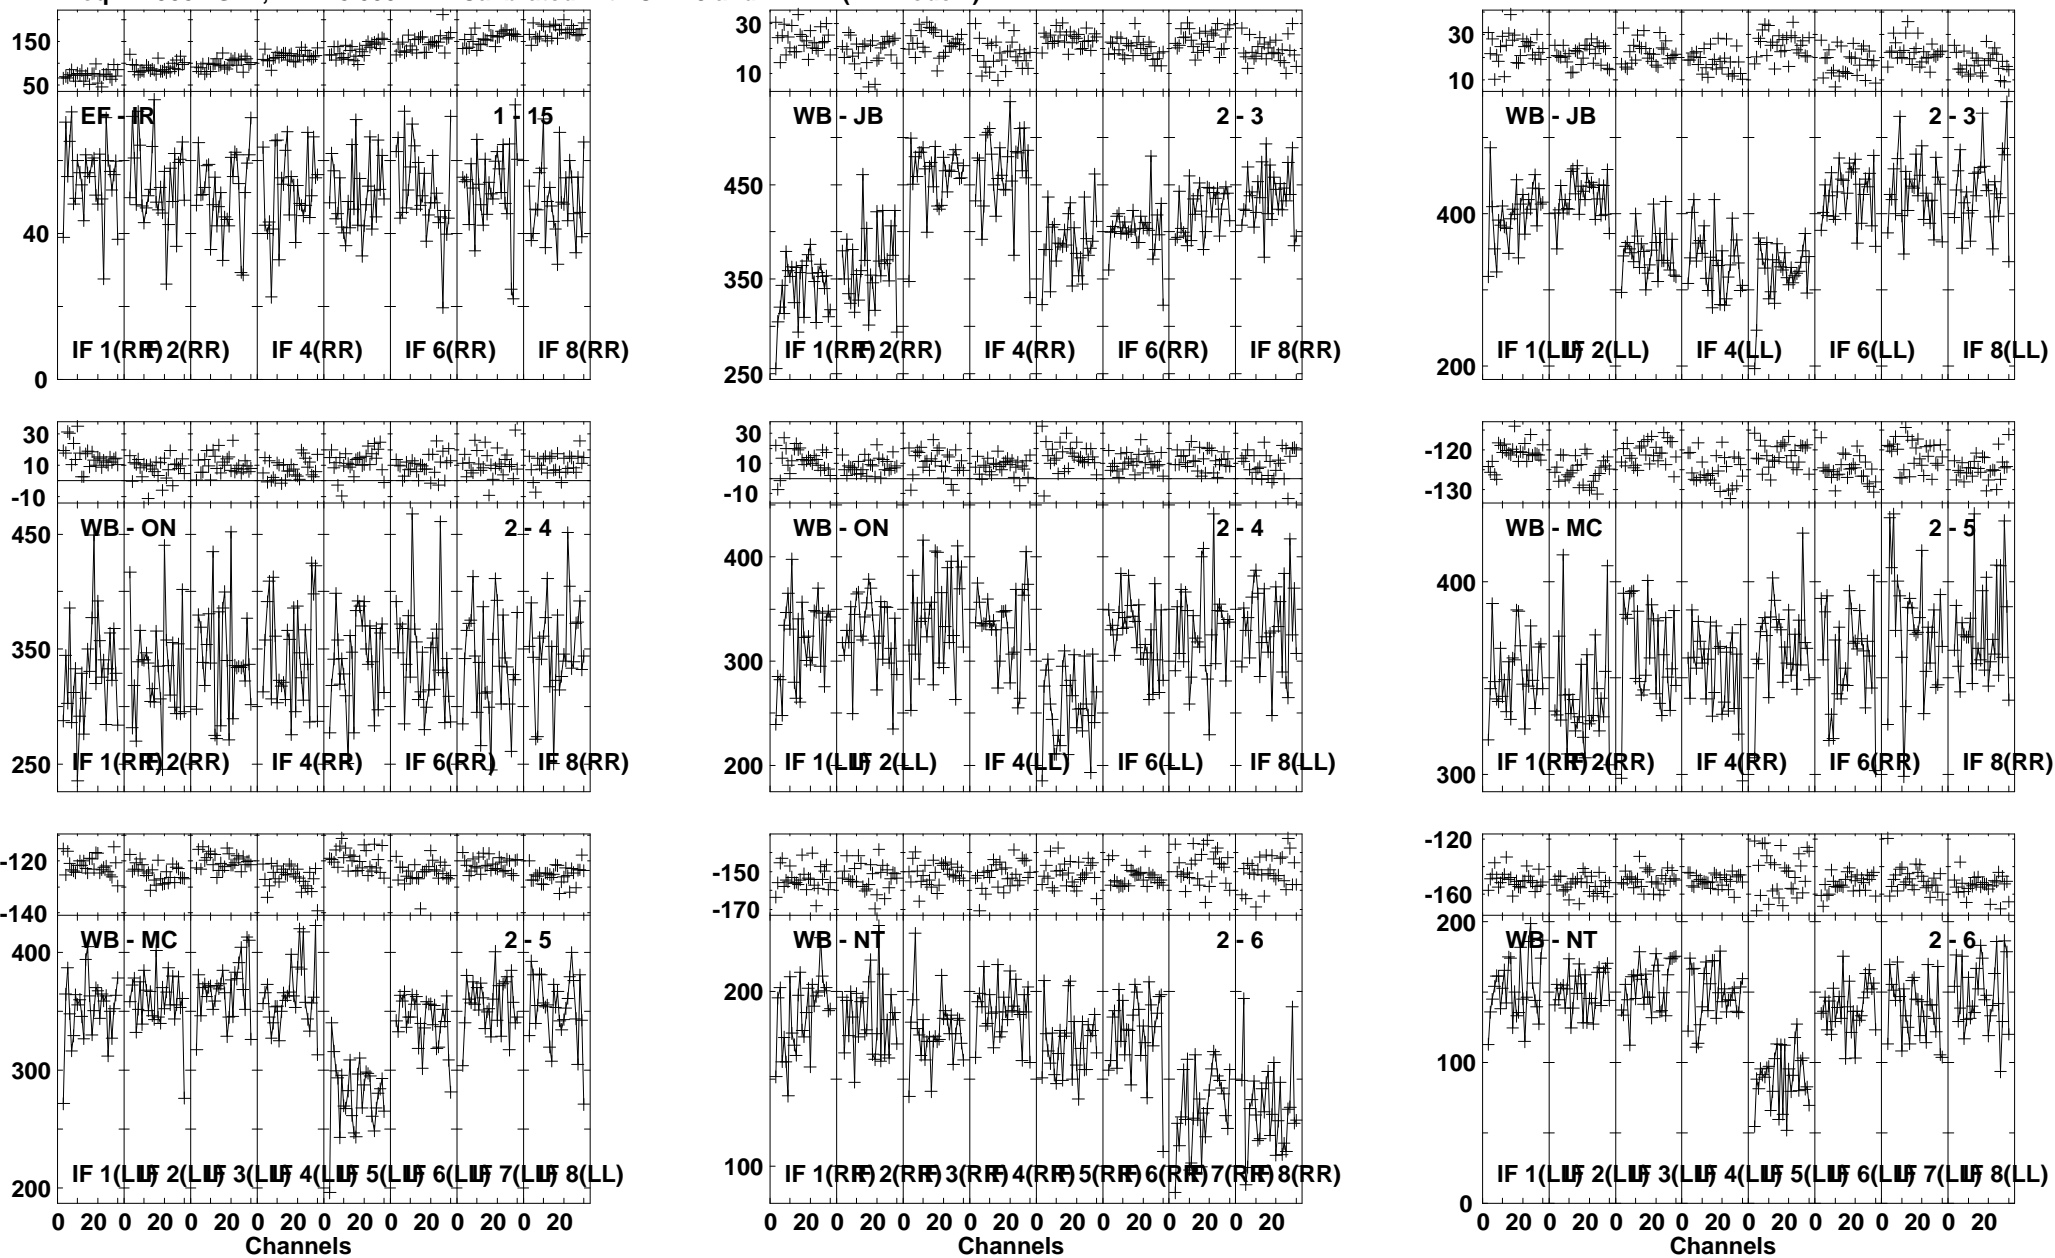 150
50
EF - IR 1 - 15
40
0
IF 1(RR) IF 2(RR) IF 4(RR) IF 6(RR) IF 8(RR)
30
10
WB - JB 2 - 3
450
350
250
IF 1(RR) IF 2(RR) IF 4(RR) IF 6(RR) IF 8(RR)
30
10
WB - JB 2 - 3
400
200
IF 1(LL) IF 2(LL) IF 4(LL) IF 6(LL) IF 8(LL)
30
10
-10
WB - ON 2 - 4
450
350
250
IF 1(RR) IF 2(RR) IF 4(RR) IF 6(RR) IF 8(RR)
30
10
-10
WB - ON 2 - 4
400
300
200
IF 1(LL) IF 2(LL) IF 4(LL) IF 6(LL) IF 8(LL)
-120
-130
WB - MC 2 - 5
400
300
IF 1(RR) IF 2(RR) IF 4(RR) IF 6(RR) IF 8(RR)
-120
-140
WB - MC 2 - 5
400
300
200
IF 1(LL) IF 2(LL) IF 3(LL) IF 4(LL) IF 5(LL) IF 6(LL) IF 7(LL) IF 8(LL)
0 20 0 20 0 20 0 20 0 20 0 20 0 20 0 20
Channels
-150
-170
WB - NT 2 - 6
200
100
IF 1(RR) IF 2(RR) IF 3(RR) IF 4(RR) IF 5(RR) IF 6(RR) IF 7(RR) IF 8(RR)
0 20 0 20 0 20 0 20 0 20 0 20 0 20 0 20
Channels
-120
-160
WB - NT 2 - 6
200
100
0
IF 1(LL) IF 2(LL) IF 3(LL) IF 4(LL) IF 5(LL) IF 6(LL) IF 7(LL) IF 8(LL)
0 20 0 20 0 20 0 20 0 20 0 20 0 20 0 20
Channels